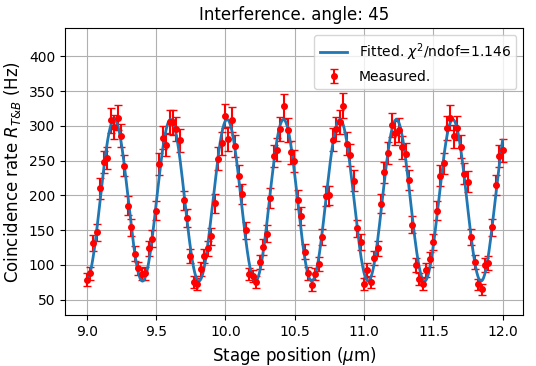 Interference. angle: 45
Coincidence rate R_{T&B} (Hz)
400
350
300
250
200
150
100
50
Fitted. χ²/ndof=1.146
Measured.
9.0 9.5 10.0 10.5 11.0 11.5 12.0
Stage position (μm)